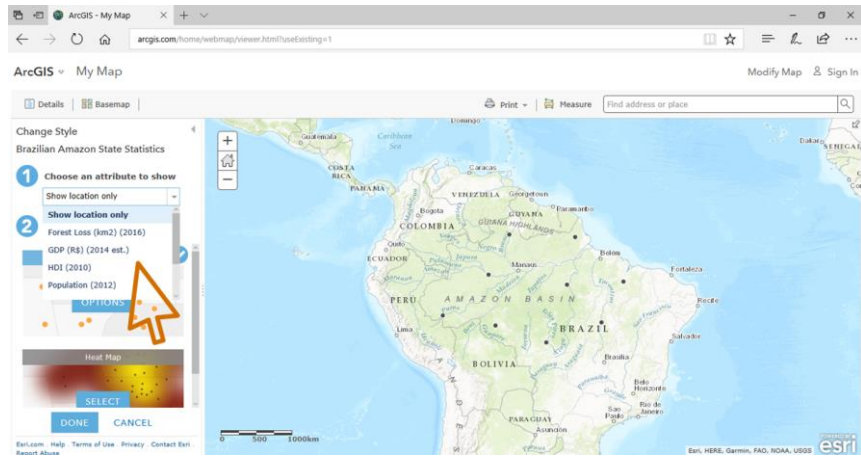 ArcGIS - My Map
arcgis.com/home/webmap/viewer.html?useExisting=1
ArcGIS My Map
Modify Map Sign In
Details Basemap
Print Measure Find address or place
Change Style
Brazilian Amazon State Statistics
1 Choose an attribute to show
Show location only
Show location only
2 Forest Loss (km2) (2016)
GDP (R$) (2014 est.)
HDI (2010)
Population (2012)
OPTIONS
Heat Map
SELECT
DONE CANCEL
Esri.com . Help . Terms of Use . Privacy . Contact Esri .
Report Abuse
Guatemala
Caribbean
Sea
Domingo
Dakar
SENEGAL
COSTA
RICA
PANAMA
Caracas
VENEZUELA
Georgetown
Paramaribo
Bogota
GUYANA
COLOMBIA
GUIANA HIGHLANDS
Quito
ECUADOR
Manaus
Belém
Fortaleza
PERU
AMAZON BASIN
Recife
Lima
BRAZIL
Salvador
BOLIVIA
Brasilia
Belo
Horizonte
Sao
Paulo
Rio de
Janeiro
PARAGUAY
Asunción
0 500 1000km
Esri, HERE, Garmin, FAO, NOAA, USGS
esri